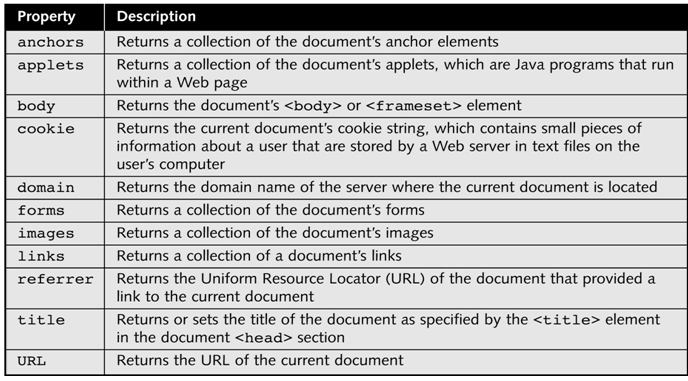 Property Description
anchors Returns a collection of the document's anchor elements
applets Returns a collection of the document's applets, which are Java programs that run
within a Web page
body Returns the document's <body> or <frameset> element
cookie Returns the current document's cookie string, which contains small pieces of
information about a user that are stored by a Web server in text files on the
user's computer
domain Returns the domain name of the server where the current document is located
forms Returns a collection of the document's forms
images Returns a collection of the document's images
links Returns a collection of a document's links
referrer Returns the Uniform Resource Locator (URL) of the document that provided a
link to the current document
title Returns or sets the title of the document as specified by the <title> element
in the document <head> section
URL Returns the URL of the current document